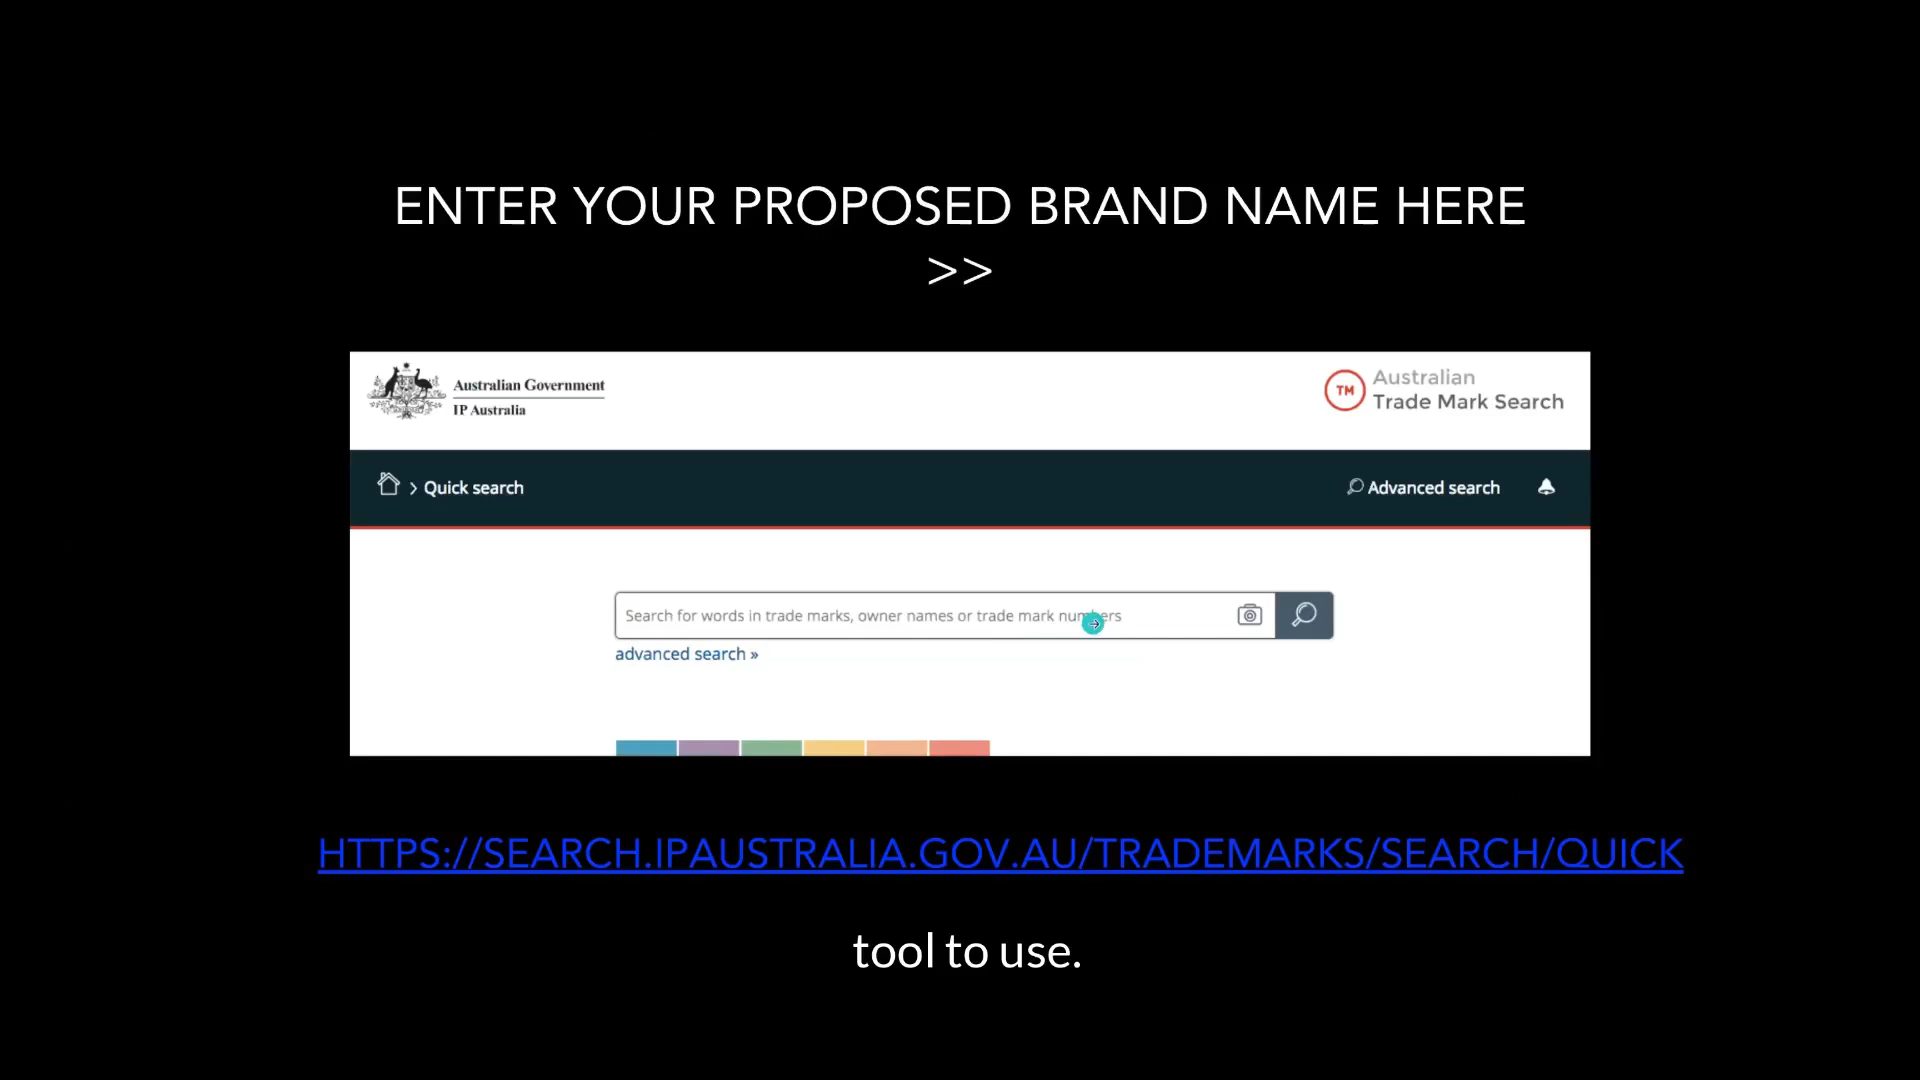 ENTER YOUR PROPOSED BRAND NAME HERE
>>
Australian Government
IP Australia
TM
Australian
Trade Mark Search
> Quick search
Advanced search
Search for words in trade marks, owner names or trade mark numbers
advanced search »
HTTPS://SEARCH.IPAUSTRALIA.GOV.AU/TRADEMARKS/SEARCH/QUICK
tool to use.